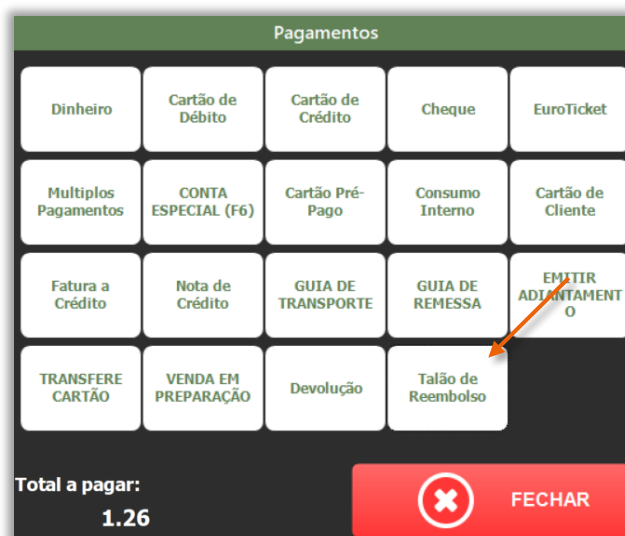 Pagamentos
Dinheiro
Cartão de
Débito
Cartão de
Crédito
Cheque
EuroTicket
Multiplos
Pagamentos
CONTA
ESPECIAL (F6)
Cartão Pré-
Pago
Consumo
Interno
Cartão de
Cliente
Fatura a
Crédito
Nota de
Crédito
GUIA DE
TRANSPORTE
GUIA DE
REMESSA
EMITIR
ADIANTAMENT
O
TRANSFERE
CARTÃO
VENDA EM
PREPARAÇÃO
Devolução
Talão de
Reembolso
Total a pagar:
1.26
FECHAR